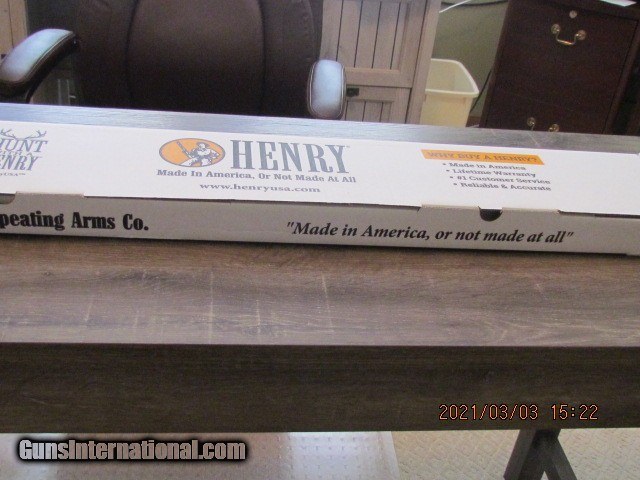 HUNT
HENRY
HENRY
Made In America, Or Not Made At All
www.henryusa.com
WHY BUY A HENRY?
• Made in America
• Lifetime Warranty
• #1 Customer Service
• Reliable & Accurate
peating Arms Co.
"Made in America, or not made at all"
2021/03/03 15:22
GunsInternational.com